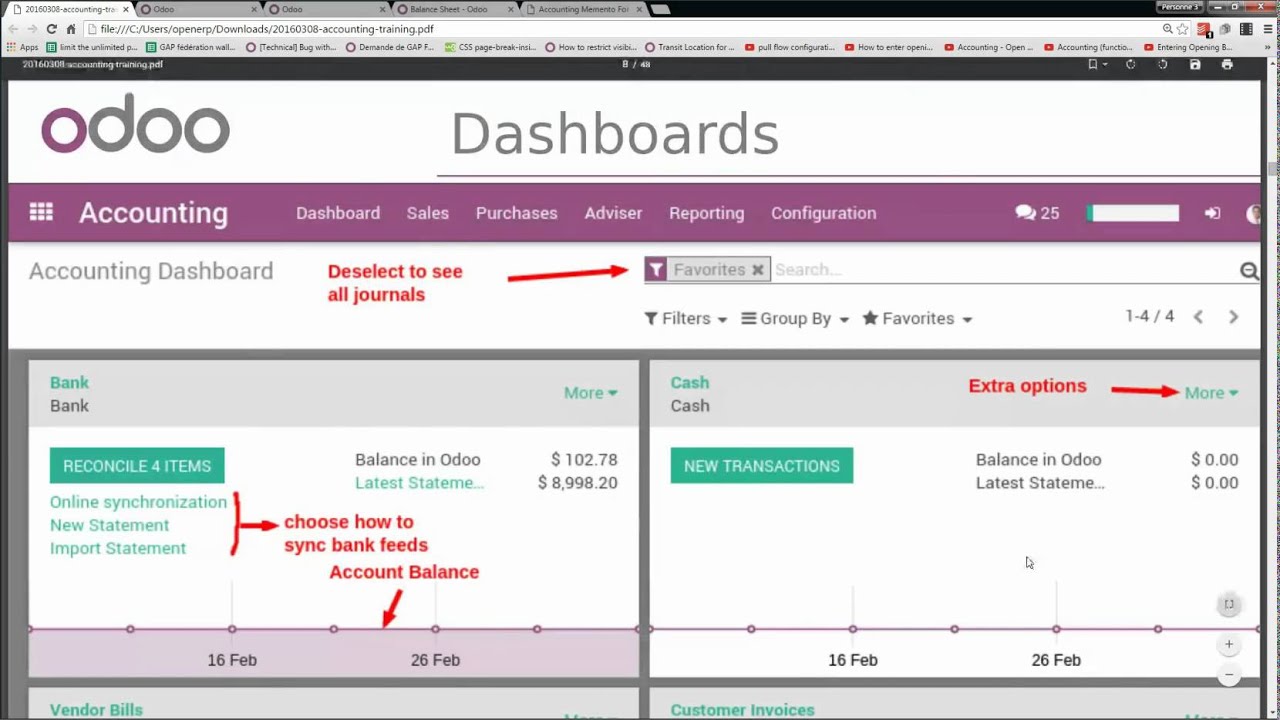 20160308-accounting-training.pdf
Odoo
Odoo
Balance Sheet - Odoo
Accounting Memento Fo
Personne 3
file:///C:/Users/openerp/Downloads/20160308-accounting-training.pdf
Apps
limit the unlimited p...
GAP fédération wall...
[Technical] Bug with...
Demande de GAP F...
CSS page-break-insi...
How to restrict visibi...
Transit Location for ...
pull flow configurati...
How to enter openi...
Accounting - Open ...
Accounting (functio...
Entering Opening B...
20160308-accounting-training.pdf
8 / 48
odoo
Dashboards
Accounting
Dashboard
Sales
Purchases
Adviser
Reporting
Configuration
25
Accounting Dashboard
Deselect to see
all journals
Favorites
Search...
Filters
Group By
Favorites
1-4 / 4
Bank
Bank
More
RECONCILE 4 ITEMS
Balance in Odoo $ 102.78
Latest Stateme... $ 8,998.20
Online synchronization
New Statement
Import Statement
choose how to
sync bank feeds
Account Balance
16 Feb
26 Feb
Cash
Cash
Extra options
More
NEW TRANSACTIONS
Balance in Odoo $ 0.00
Latest Stateme... $ 0.00
16 Feb
26 Feb
Vendor Bills
More
Customer Invoices
More